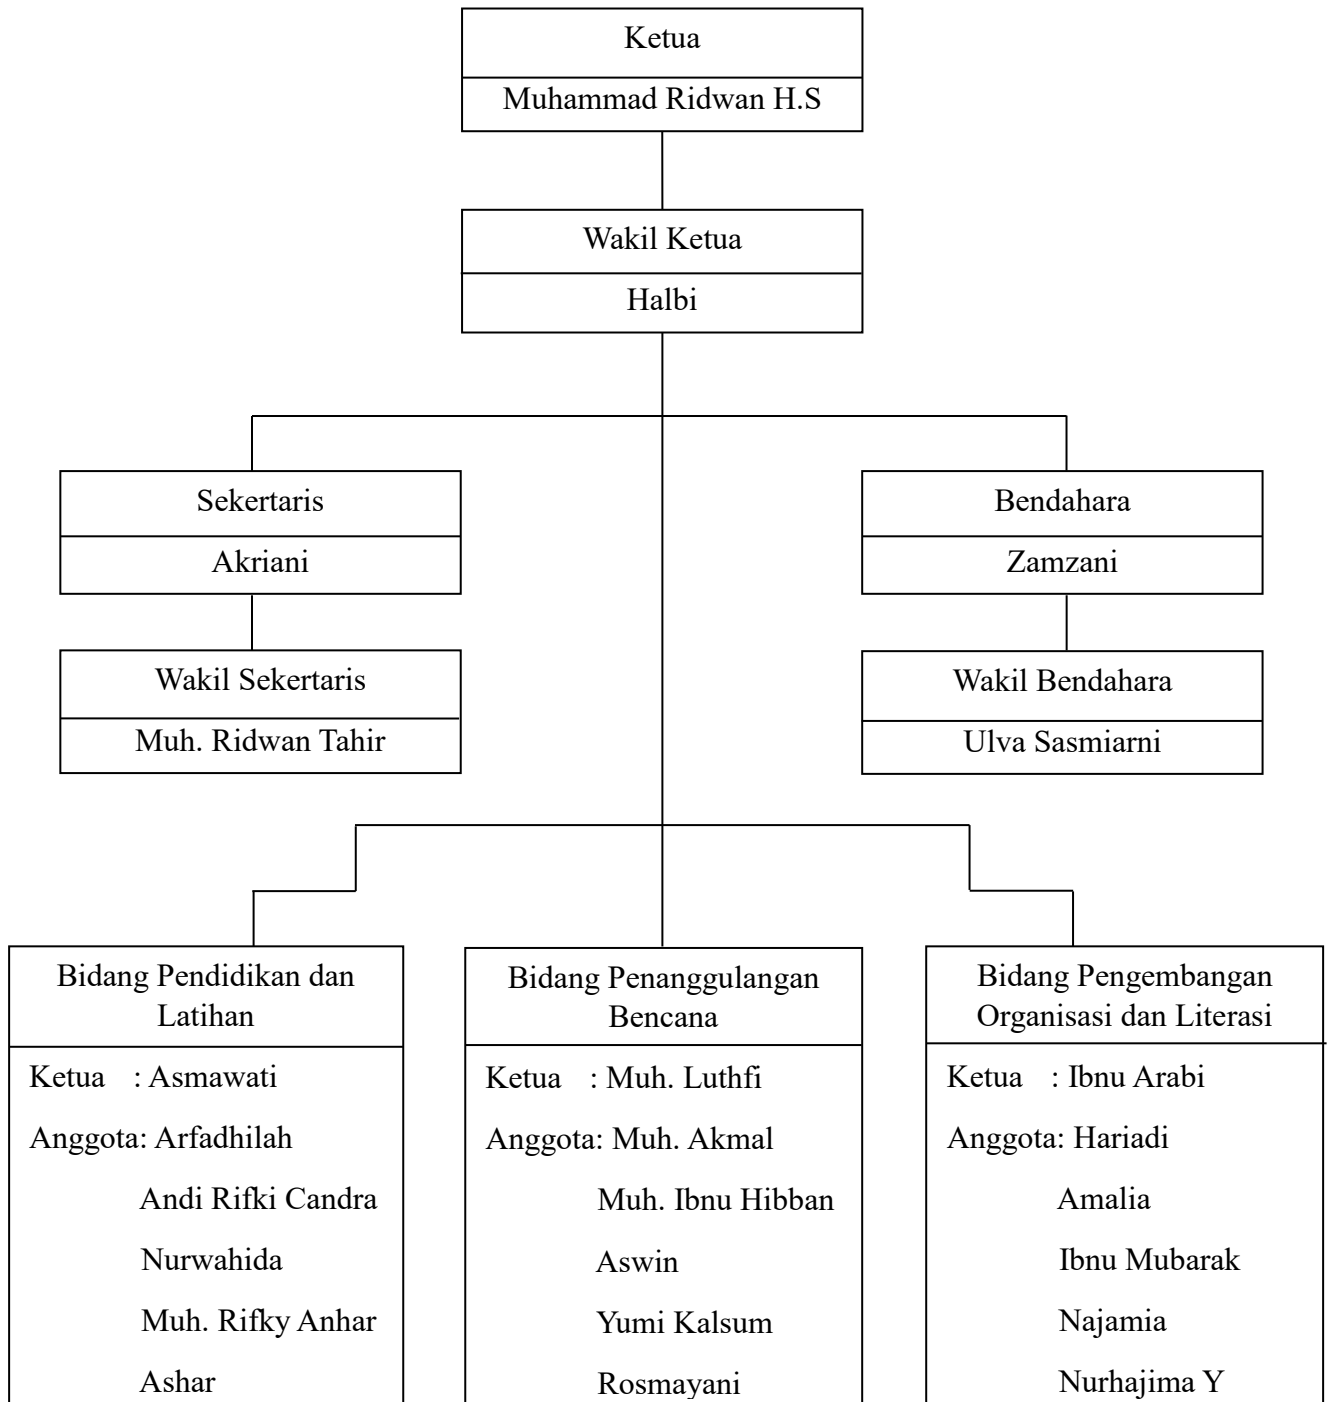 Ketua
Muhammad Ridwan H.S
Wakil Ketua
Halbi
Sekertaris
Akriani
Bendahara
Zamzani
Wakil Sekertaris
Muh. Ridwan Tahir
Wakil Bendahara
Ulva Sasmiarni
Bidang Pendidikan dan
Latihan
Ketua : Asmawati
Anggota: Arfadhilah
Andi Rifki Candra
Nurwahida
Muh. Rifky Anhar
Ashar
Bidang Penanggulangan
Bencana
Ketua : Muh. Luthfi
Anggota: Muh. Akmal
Muh. Ibnu Hibban
Aswin
Yumi Kalsum
Rosmayani
Bidang Pengembangan
Organisasi dan Literasi
Ketua : Ibnu Arabi
Anggota: Hariadi
Amalia
Ibnu Mubarak
Najamia
Nurhajima Y